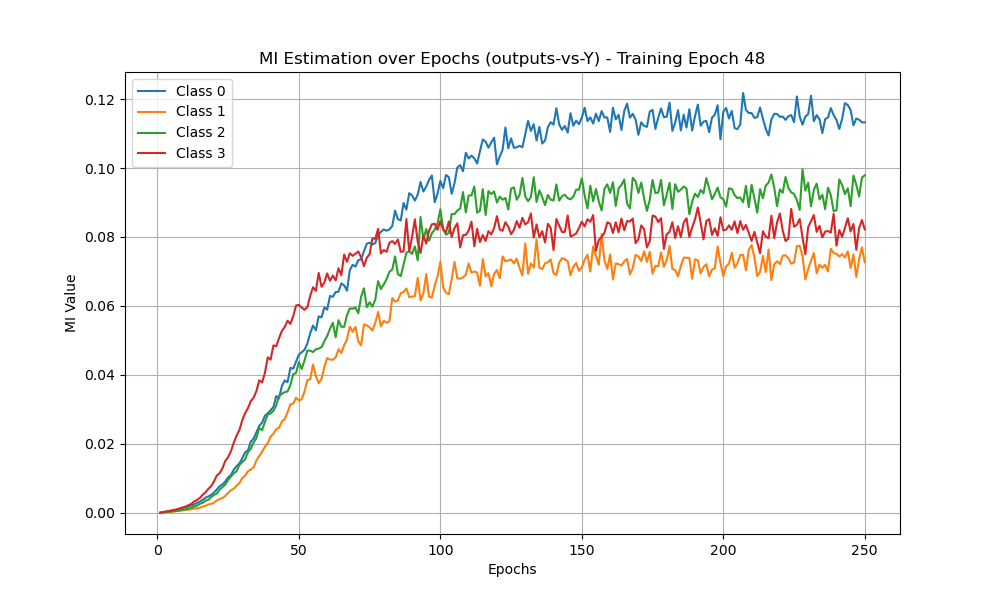 MI Estimation over Epochs (outputs-vs-Y) - Training Epoch 48
Class 0
Class 1
Class 2
Class 3
MI Value
0.12
0.10
0.08
0.06
0.04
0.02
0.00
0 50 100 150 200 250
Epochs